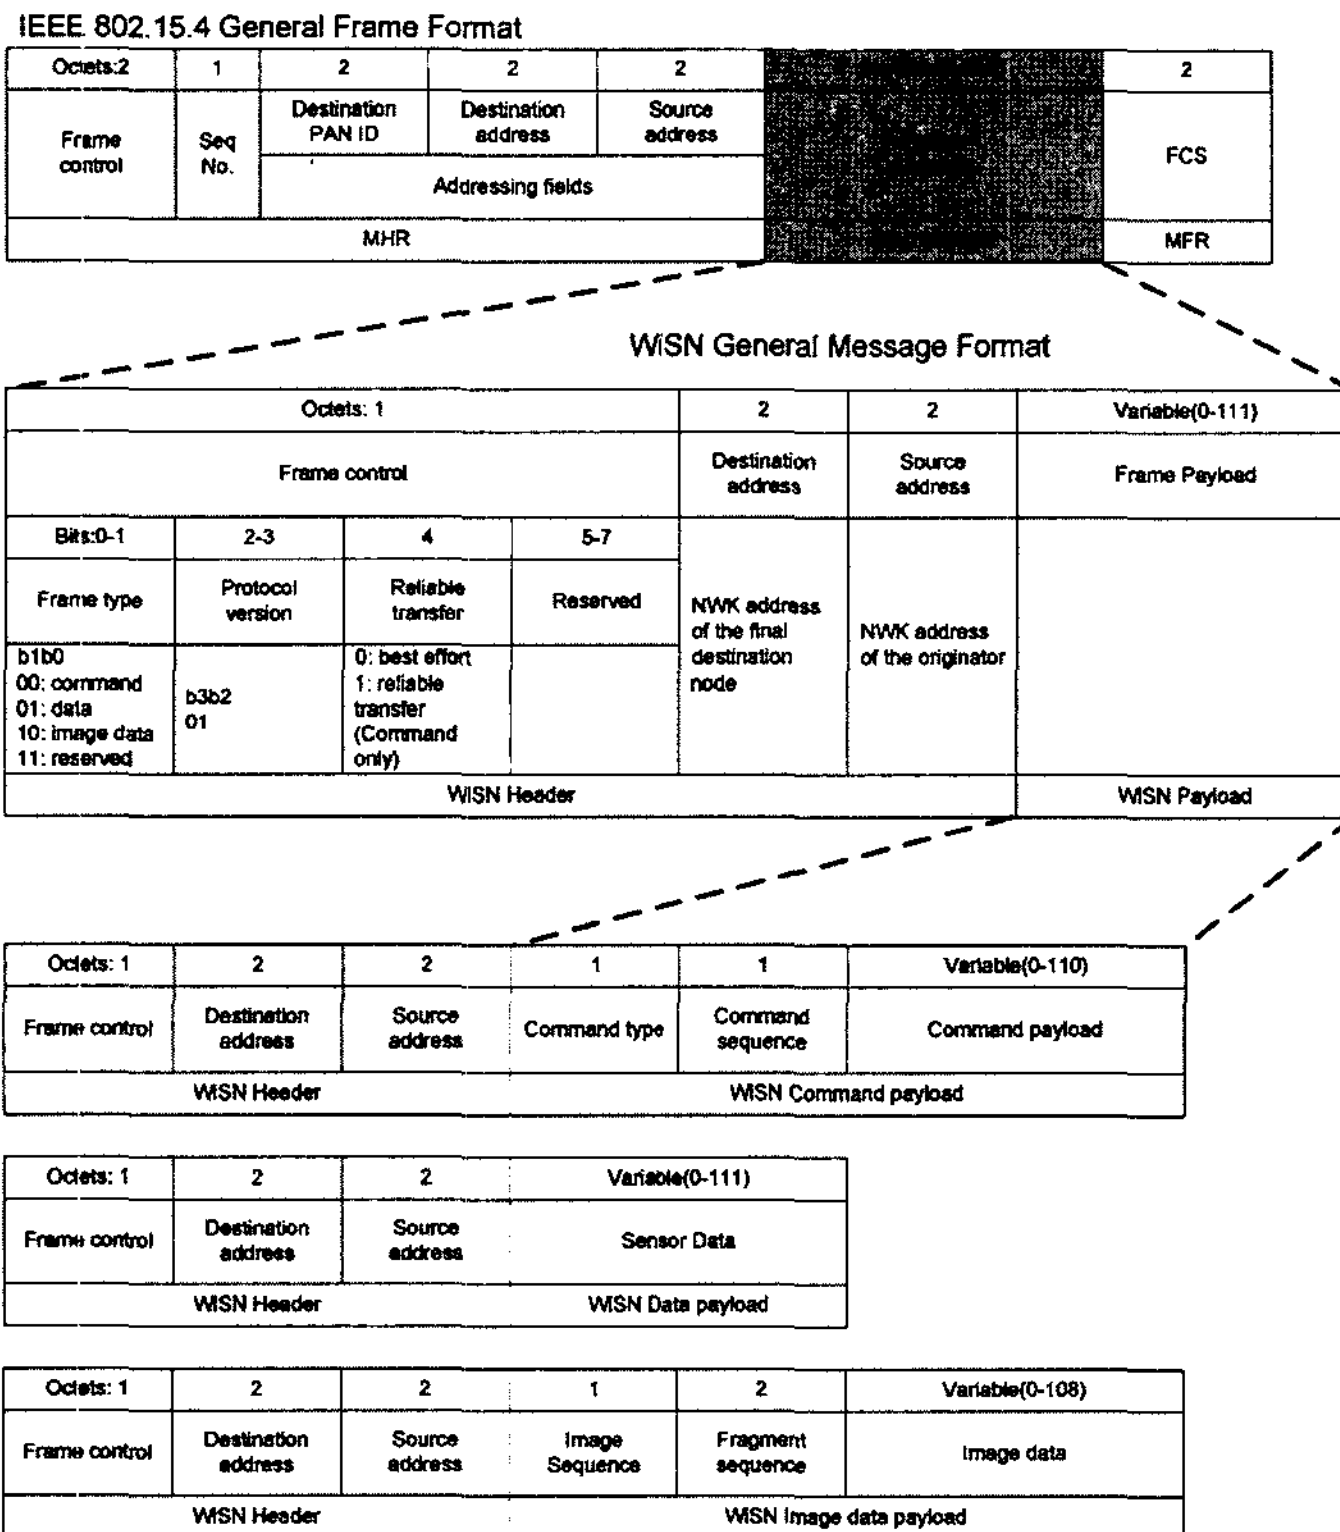 IEEE 802.15.4 General Frame Format
Octets:2 1 2 2 2 2
Frame control Seq No. Destination PAN ID Destination address Source address FCS
Addressing fields
MHR MFR
WiSN General Message Format
Octets: 1 2 2 Variable(0-111)
Frame control Destination address Source address Frame Payload
Bits:0-1 2-3 4 5-7
Frame type Protocol version Reliable transfer Reserved NWK address of the final destination node NWK address of the originator
b1b0
00: command
01: data
10: image data
11: reserved
b3b2
01
0: best effort
1: reliable
transfer
(Command
only)
WiSN Header WiSN Payload
Octets: 1 2 2 1 1 Variable(0-110)
Frame control Destination address Source address Command type Command sequence Command payload
WiSN Header WiSN Command payload
Octets: 1 2 2 Variable(0-111)
Frame control Destination address Source address Sensor Data
WiSN Header WiSN Data payload
Octets: 1 2 2 1 2 Variable(0-108)
Frame control Destination address Source address Image Sequence Fragment sequence Image data
WiSN Header WiSN Image data payload